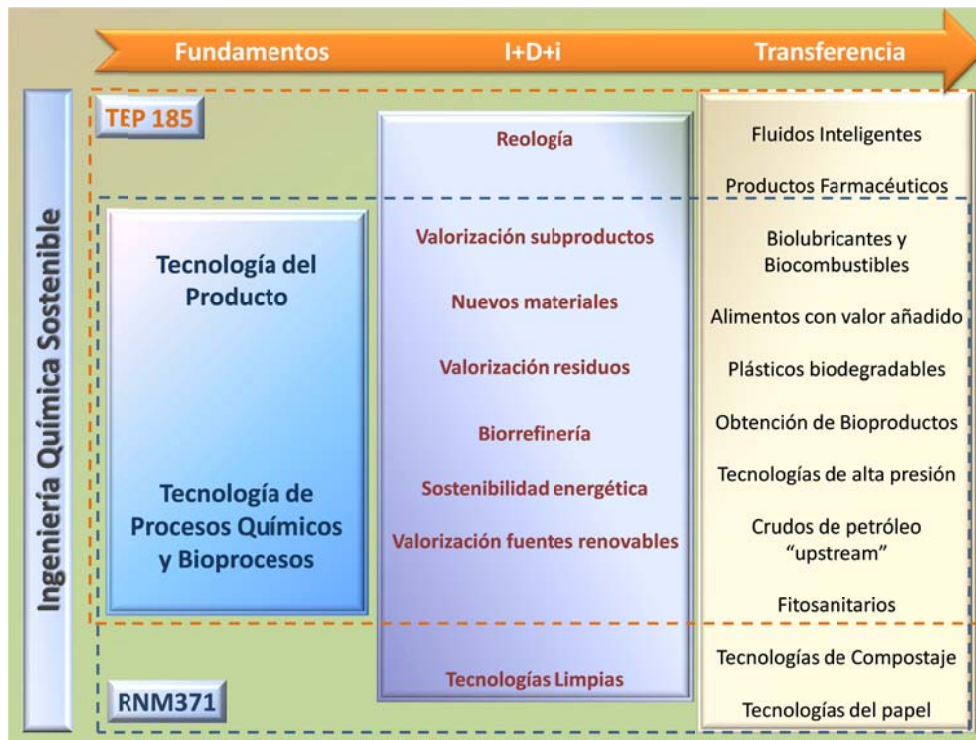 Fundamentos
I+D+i
Transferencia
Ingeniería Química Sostenible
TEP 185
Tecnología del
Producto
Tecnología de
Procesos Químicos
y Bioprocesos
RNM371
Reología
Valorización subproductos
Nuevos materiales
Valorización residuos
Biorrefinería
Sostenibilidad energética
Valorización fuentes renovables
Tecnologías Limpias
Fluidos Inteligentes
Productos Farmacéuticos
Biolubricantes y
Biocombustibles
Alimentos con valor añadido
Plásticos biodegradables
Obtención de Bioproductos
Tecnologías de alta presión
Crudos de petróleo
“upstream”
Fitosanitarios
Tecnologías de Compostaje
Tecnologías del papel